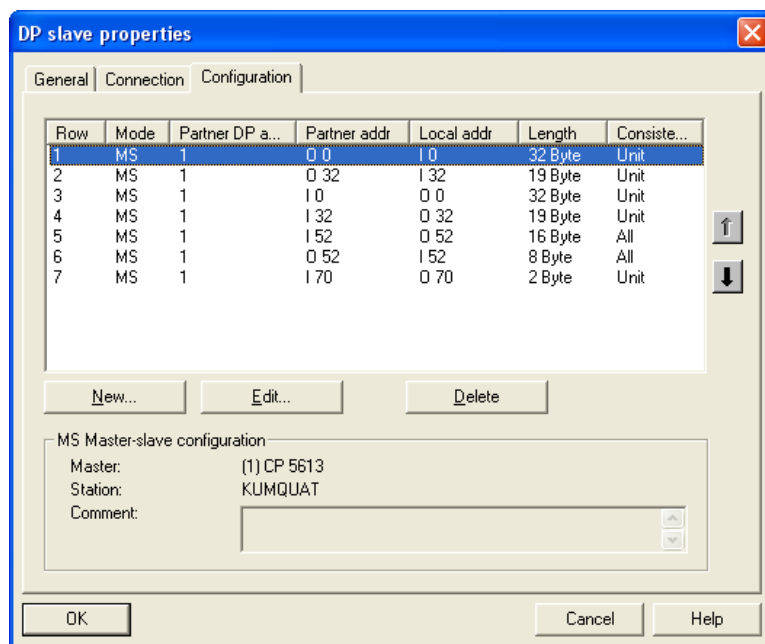 DP slave properties
General Connection Configuration
Row Mode Partner DP a... Partner addr Local addr Length Consiste...
1 MS 1 O 0 I 0 32 Byte Unit
2 MS 1 O 32 I 32 19 Byte Unit
3 MS 1 I 0 O 0 32 Byte Unit
4 MS 1 I 32 O 32 19 Byte Unit
5 MS 1 I 52 O 52 16 Byte All
6 MS 1 O 52 I 52 8 Byte All
7 MS 1 I 70 O 70 2 Byte Unit
New... Edit... Delete
MS Master-slave configuration
Master: (1) CP 5613
Station: KUMQUAT
Comment:
OK Cancel Help